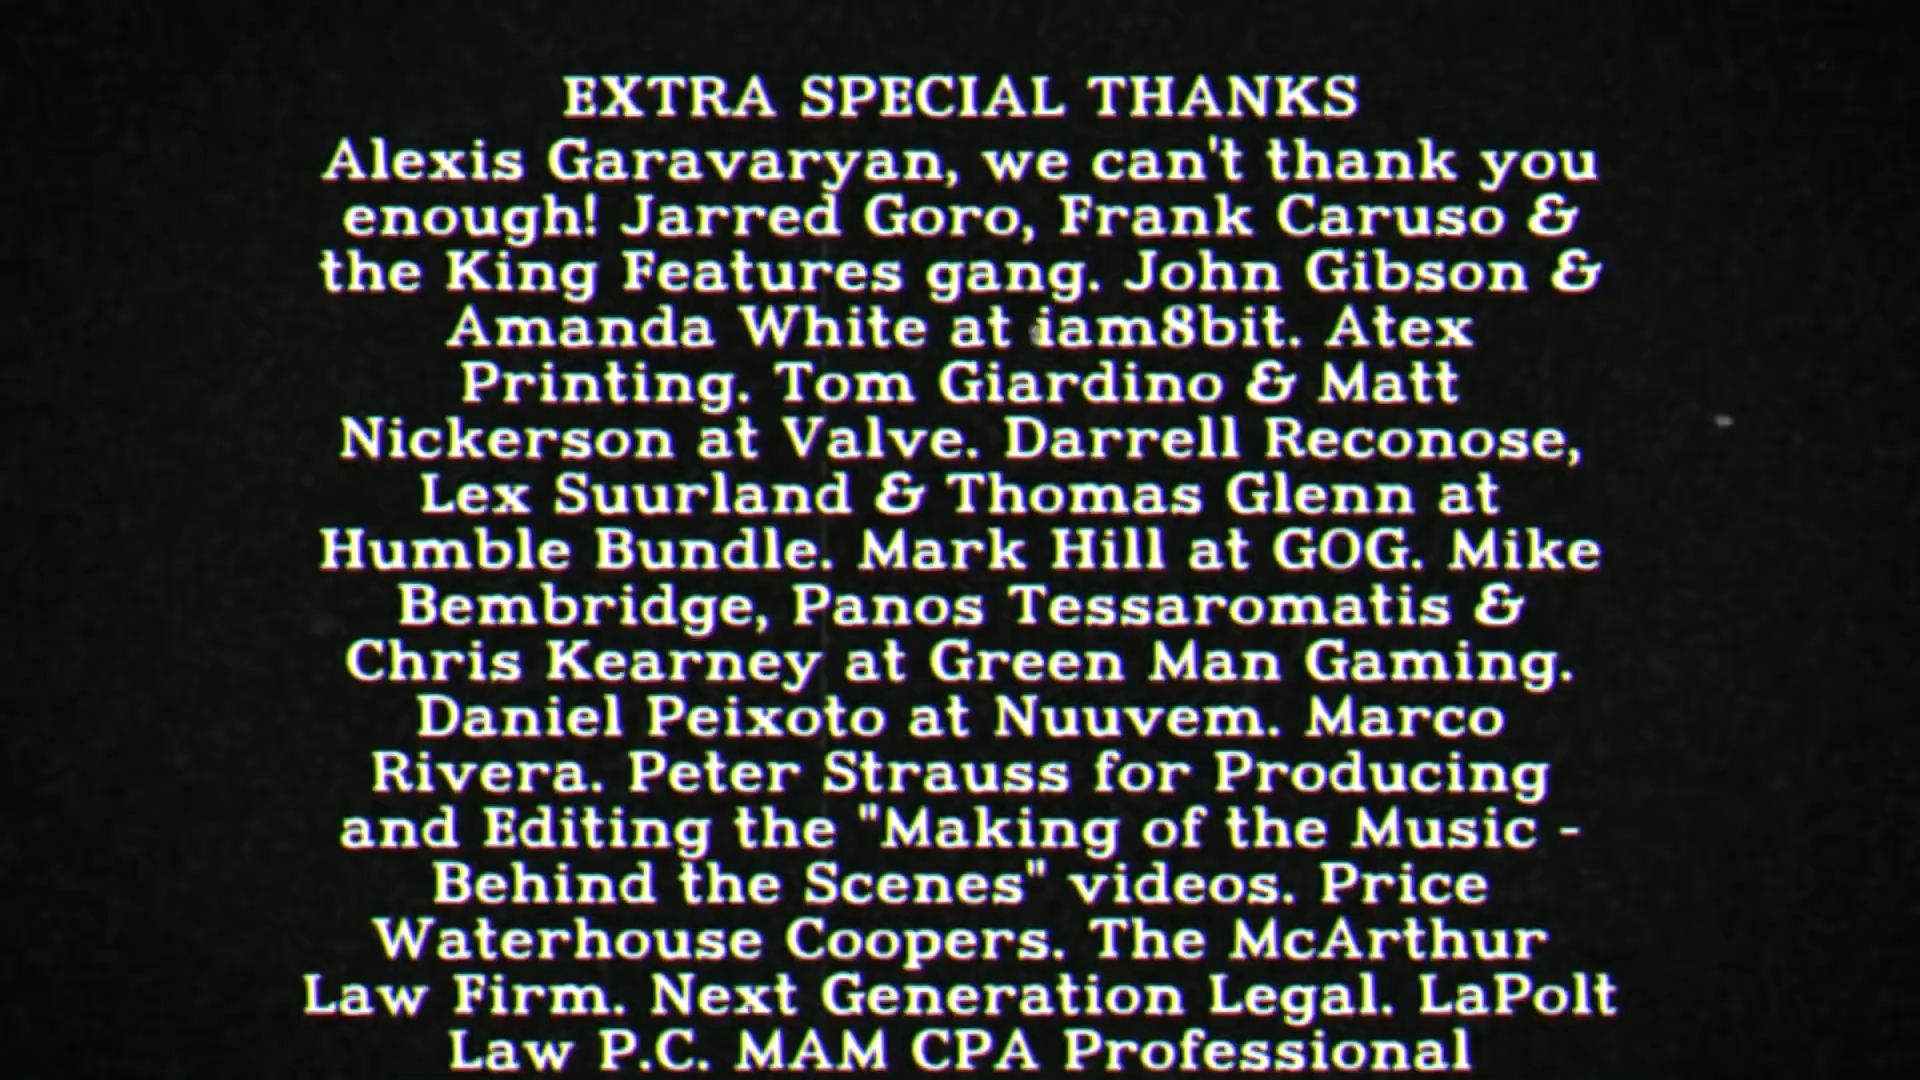 EXTRA SPECIAL THANKS
Alexis Garavaryan, we can't thank you
enough! Jarred Goro, Frank Caruso &
the King Features gang. John Gibson &
Amanda White at iam8bit. Atex
Printing. Tom Giardino & Matt
Nickerson at Valve. Darrell Reconose,
Lex Suurland & Thomas Glenn at
Humble Bundle. Mark Hill at GOG. Mike
Bembridge, Panos Tessaromatis &
Chris Kearney at Green Man Gaming.
Daniel Peixoto at Nuuvem. Marco
Rivera. Peter Strauss for Producing
and Editing the "Making of the Music -
Behind the Scenes" videos. Price
Waterhouse Coopers. The McArthur
Law Firm. Next Generation Legal. LaPolt
Law P.C. MAM CPA Professional